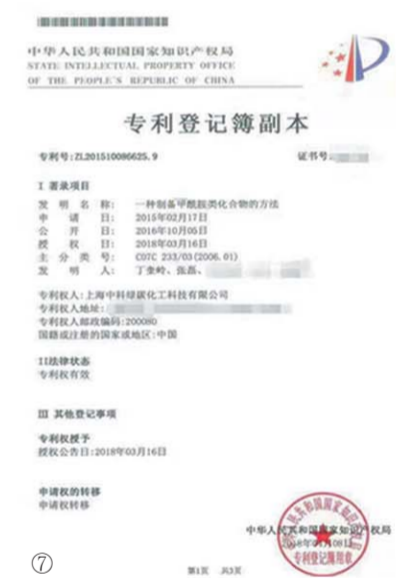 中华人民共和国国家知识产权局
STATE INTELLECTUAL PROPERTY OFFICE
OF THE PEOPLE'S REPUBLIC OF CHINA
专利登记簿副本
专利号:ZL201510086625.9 证书号:
I 著录项目
发 明 名 称: 一种制备甲酰胺类化合物的方法
申 请 日: 2015年02月17日
公 开 日: 2016年10月05日
授 权 日: 2018年03月16日
主 分 类 号: C07C 233/03(2006.01)
发 明 人: 丁奎岭、张磊、
专利权人:上海中科绿碳化工科技有限公司
专利权人地址:
专利权人邮政编码:200080
国籍或注册的国家或地区:中国
II法律状态
专利权有效
III 其他登记事项
专利权授予
授权公告日:2018年03月16日
申请权的转移
申请权转移
中华人民共和国国家知识产权局
专利登记簿用章
⑦
第1页 共3页